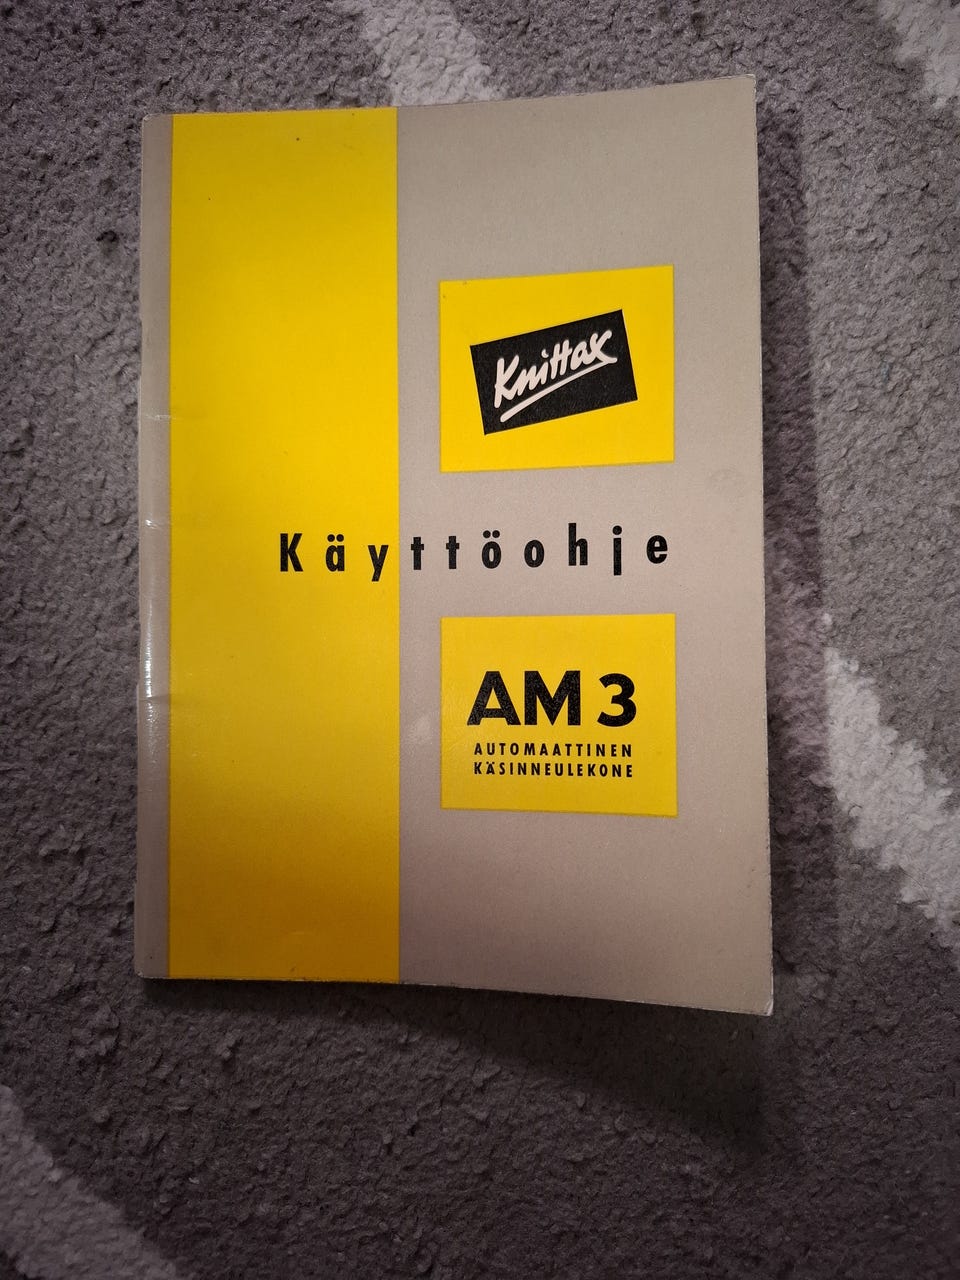 Knittax
Käyttöohje
AM 3
AUTOMAATTINEN
KÄSINNEULEKONE